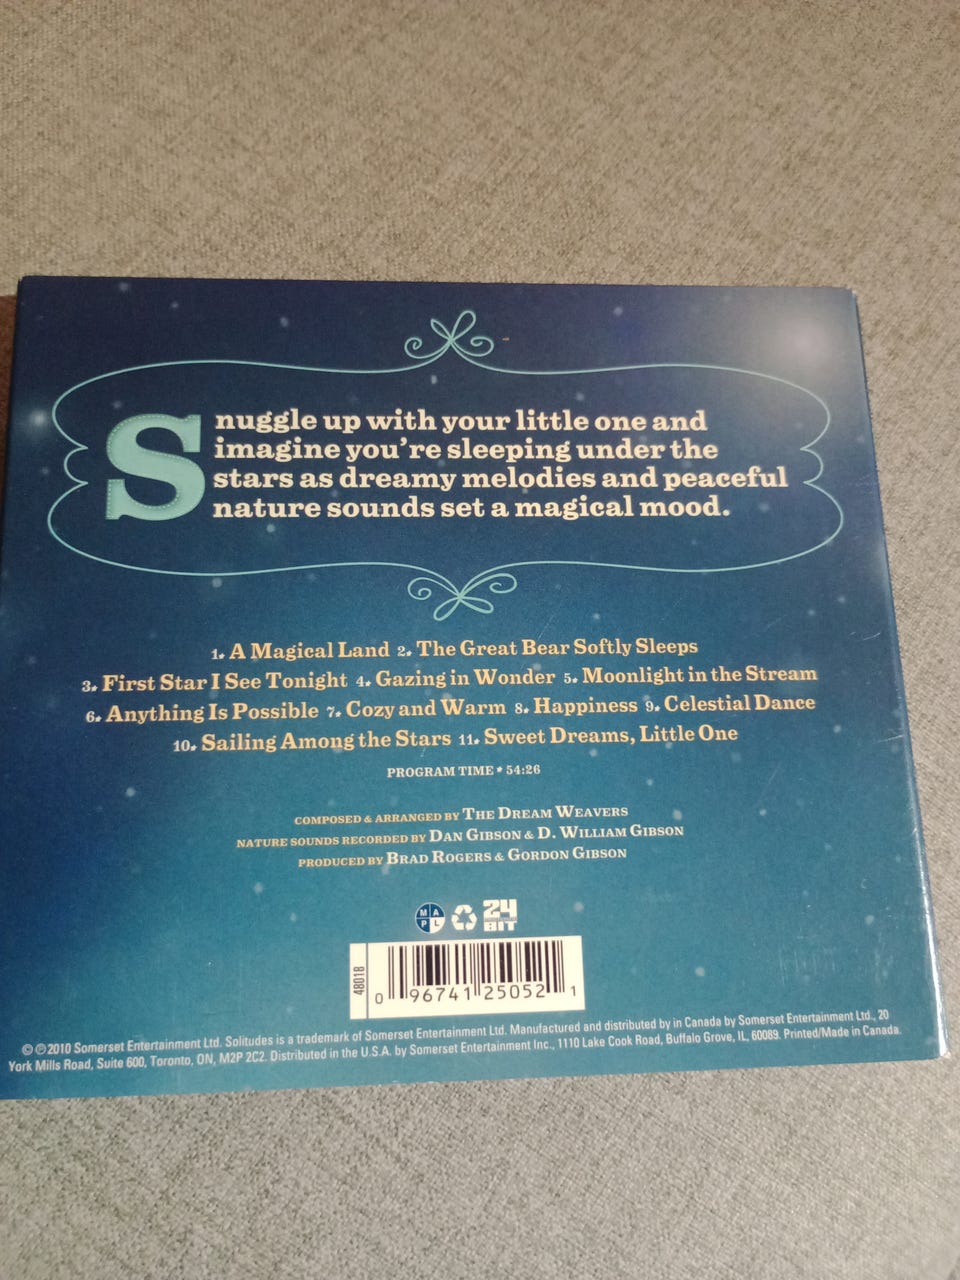 Snuggle up with your little one and
imagine you're sleeping under the
stars as dreamy melodies and peaceful
nature sounds set a magical mood.
1. A Magical Land 2. The Great Bear Softly Sleeps
3. First Star I See Tonight 4. Gazing in Wonder 5. Moonlight in the Stream
6. Anything Is Possible 7. Cozy and Warm 8. Happiness 9. Celestial Dance
10. Sailing Among the Stars 11. Sweet Dreams, Little One
PROGRAM TIME * 54:26
COMPOSED & ARRANGED BY THE DREAM WEAVERS
NATURE SOUNDS RECORDED BY DAN GIBSON & D. WILLIAM GIBSON
PRODUCED BY BRAD ROGERS & GORDON GIBSON
M A P L 24 BIT
48018
0 96741 25052 1
© ℗ 2010 Somerset Entertainment Ltd. Solitudes is a trademark of Somerset Entertainment Ltd. Manufactured and distributed by in Canada by Somerset Entertainment Ltd., 20
York Mills Road, Suite 600, Toronto, ON, M2P 2C2. Distributed in the U.S.A. by Somerset Entertainment Inc., 1110 Lake Cook Road, Buffalo Grove, IL, 60089. Printed/Made in Canada.